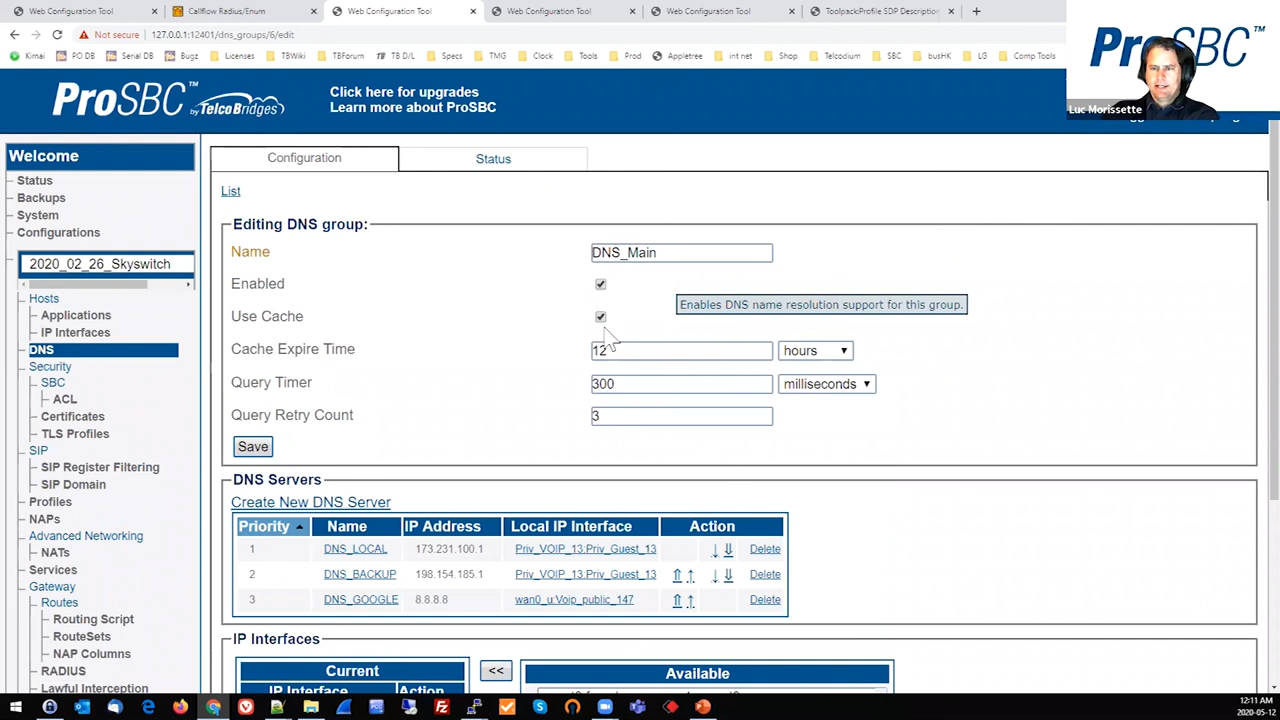 Web Configuration Tool × Callflow Radius/Enum × Web Configuration Tool × Web Configuration Tool × Web Configuration Tool × Toolpack:Profile SDP Description × +
Not secure 127.0.0.1:12401/dns_groups/6/edit
Kimai PO DB Serial DB Bugz Licenses TBWiki TBForum TB D/L Specs TMG Clock Tools Prod Appletree int net Shop Telcodium SBC busHK LG Comp Tools
ProSBC™
Luc Morissette
ProSBC™
by TelcoBridges
Click here for upgrades
Learn more about ProSBC
Welcome
Status
Backups
System
Configurations
2020_02_26_Skyswitch
Hosts
Applications
IP Interfaces
DNS
Security
SBC
ACL
Certificates
TLS Profiles
SIP
SIP Register Filtering
SIP Domain
Profiles
NAPs
Advanced Networking
NATs
Services
Gateway
Routes
Routing Script
RouteSets
NAP Columns
RADIUS
Lawful Interception
Configuration Status
List
Editing DNS group:
Name DNS_Main
Enabled
Enables DNS name resolution support for this group.
Use Cache
Cache Expire Time 12 hours
Query Timer 300 milliseconds
Query Retry Count 3
Save
DNS Servers
Create New DNS Server
Priority Name IP Address Local IP Interface Action
1 DNS_LOCAL 173.231.100.1 Priv_VOIP_13:Priv_Guest_13 Delete
2 DNS_BACKUP 198.154.185.1 Priv_VOIP_13:Priv_Guest_13 Delete
3 DNS_GOOGLE 8.8.8.8 wan0_u:Voip_public_147 Delete
IP Interfaces
Current << Available
IP Interface Action
12:11 AM
2020-05-12